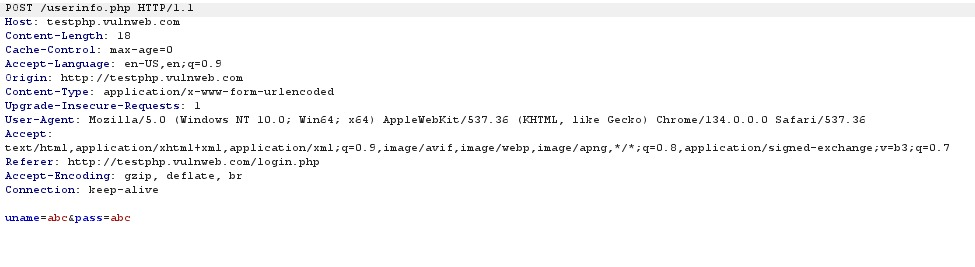 POST /userinfo.php HTTP/1.1
Host: testphp.vulnweb.com
Content-Length: 18
Cache-Control: max-age=0
Accept-Language: en-US,en;q=0.9
Origin: http://testphp.vulnweb.com
Content-Type: application/x-www-form-urlencoded
Upgrade-Insecure-Requests: 1
User-Agent: Mozilla/5.0 (Windows NT 10.0; Win64; x64) AppleWebKit/537.36 (KHTML, like Gecko) Chrome/134.0.0.0 Safari/537.36
Accept:
text/html,application/xhtml+xml,application/xml;q=0.9,image/avif,image/webp,image/apng,*/*;q=0.8,application/signed-exchange;v=b3;q=0.7
Referer: http://testphp.vulnweb.com/login.php
Accept-Encoding: gzip, deflate, br
Connection: keep-alive
uname=abc&pass=abc